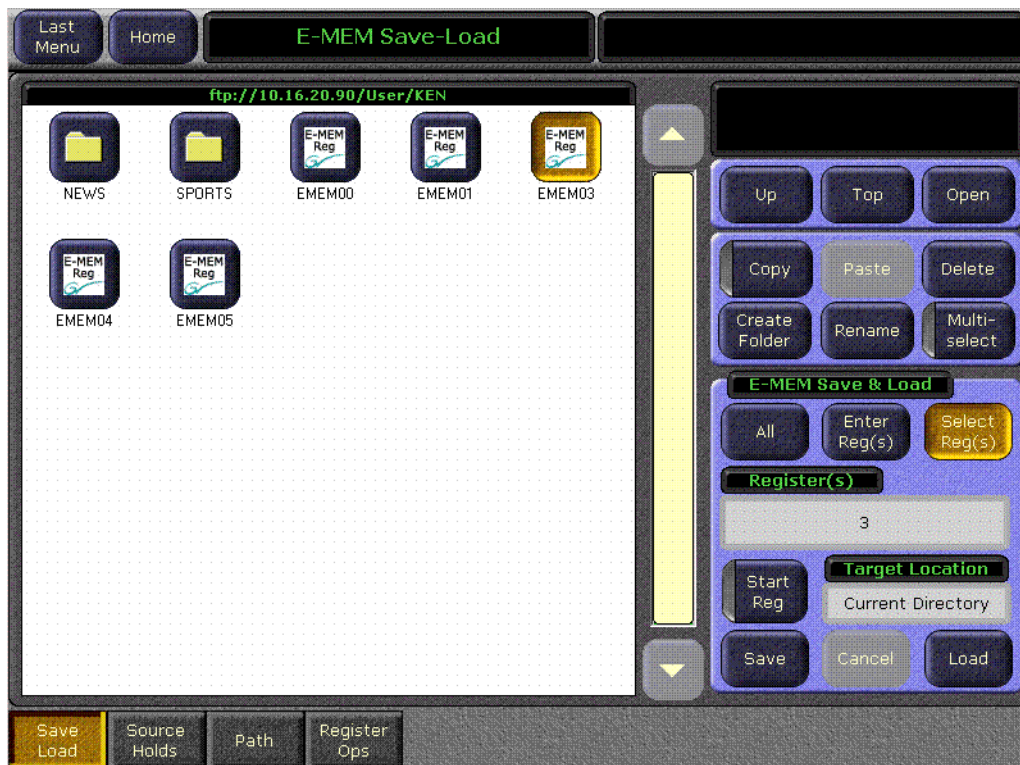 Last
Menu
Home
E-MEM Save-Load
ftp://10.16.20.90/User/KEN
NEWS
SPORTS
E-MEM
Reg
EMEM00
E-MEM
Reg
EMEM01
E-MEM
Reg
EMEM03
E-MEM
Reg
EMEM04
E-MEM
Reg
EMEM05
Up
Top
Open
Copy
Paste
Delete
Create
Folder
Rename
Multi-
select
E-MEM Save & Load
All
Enter
Reg(s)
Select
Reg(s)
Register(s)
3
Start
Reg
Target Location
Current Directory
Save
Cancel
Load
Save
Load
Source
Holds
Path
Register
Ops